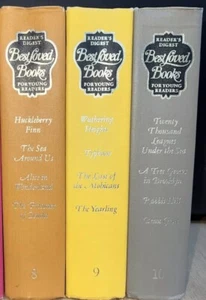 READER'S
DIGEST
Best Loved
Books
FOR YOUNG
READERS
Huckleberry
Finn
The Sea
Around Us
Alice in
Wonderland
8
READER'S
DIGEST
Best Loved
Books
FOR YOUNG
READERS
Wuthering
Heights
The Last of
the Mohicans
The Yearling
9
READER'S
DIGEST
Best Loved
Books
FOR YOUNG
READERS
Twenty
Thousand
Leagues
Under the Sea
A Tree Grows
in Brooklyn
10